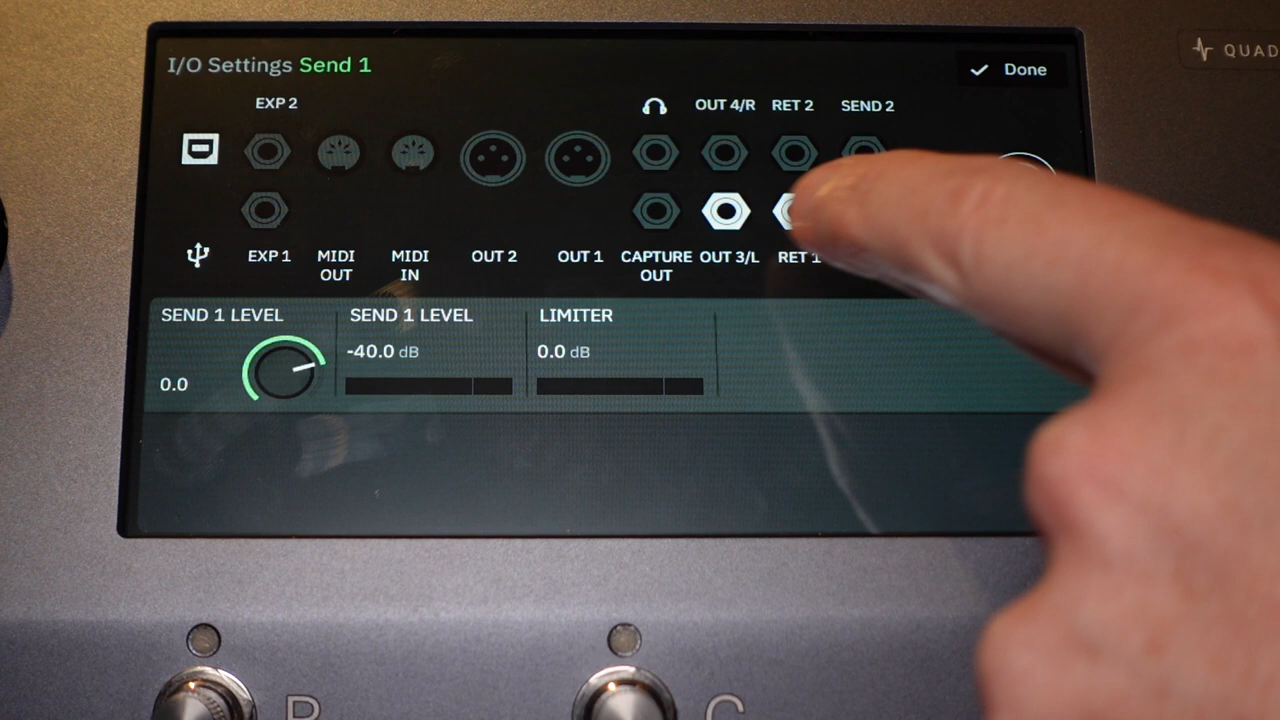 I/O Settings Send 1
Done
QUAD
EXP 2
OUT 4/R
RET 2
SEND 2
EXP 1
MIDI OUT
MIDI IN
OUT 2
OUT 1
CAPTURE OUT
OUT 3/L
RET 1
SEND 1 LEVEL
0.0
SEND 1 LEVEL
-40.0 dB
LIMITER
0.0 dB
C